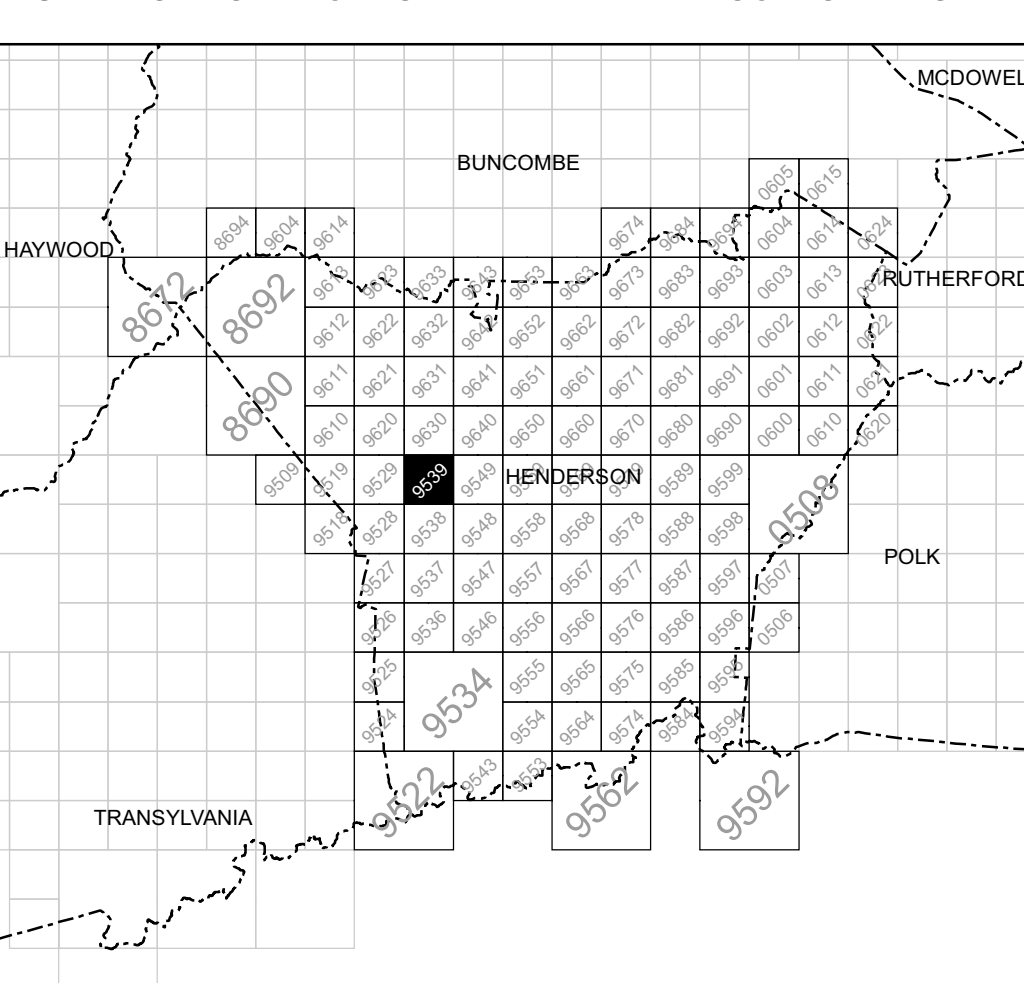 MCDOWEL
BUNCOMBE
0605 0615
HAYWOOD 8694 9604 9614 9674 9684 9694 0604 0614 0624
8672 8692 9613 9623 9633 9643 9653 9663 9673 9683 9693 0603 0613 RUTHERFORD
9612 9622 9632 9642 9652 9662 9672 9682 9692 0602 0612 0622
8690 9611 9621 9631 9641 9651 9661 9671 9681 9691 0601 0611 0621
9610 9620 9630 9640 9650 9660 9670 9680 9690 0600 0610 0620
9509 9519 9529 9539 9549 HENDERSON 9589 9599
9518 9528 9538 9548 9558 9568 9578 9588 9598 0508
POLK
9527 9537 9547 9557 9567 9577 9587 9597 0507
9526 9536 9546 9556 9566 9576 9586 9596 0506
9525 9534 9555 9565 9575 9585 9595
9524 9554 9564 9574 9584 9594
9522 9543 9553 9562 9592
TRANSYLVANIA